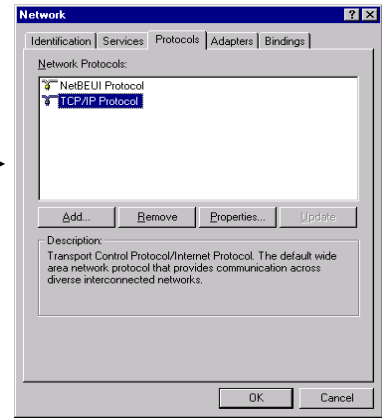 Network
Identification Services Protocols Adapters Bindings
Network Protocols:
NetBEUI Protocol
TCP/IP Protocol
Add... Remove Properties... Update
Description:
Transport Control Protocol/Internet Protocol. The default wide
area network protocol that provides communication across
diverse interconnected networks.
OK Cancel